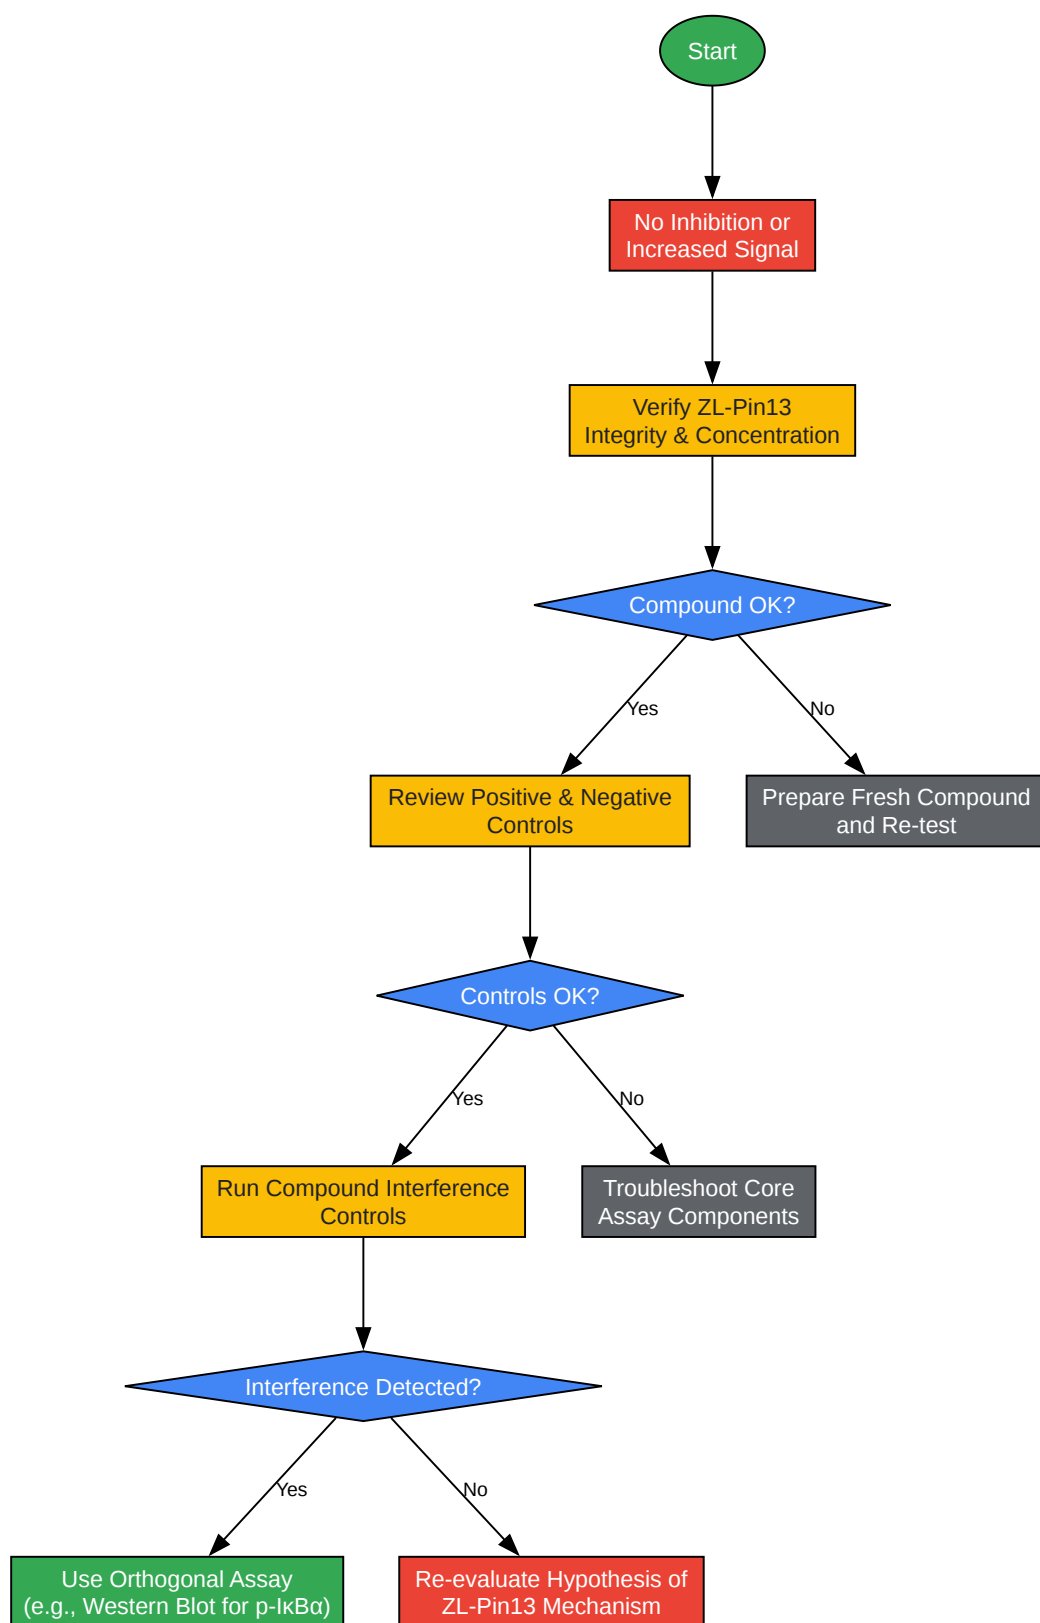 Start
No Inhibition or
Increased Signal
Verify ZL-Pin13
Integrity & Concentration
Compound OK?
Yes
No
Review Positive & Negative
Controls
Prepare Fresh Compound
and Re-test
Controls OK?
Yes
No
Run Compound Interference
Controls
Troubleshoot Core
Assay Components
Interference Detected?
Yes
No
Use Orthogonal Assay
(e.g., Western Blot for p-IκBα)
Re-evaluate Hypothesis of
ZL-Pin13 Mechanism